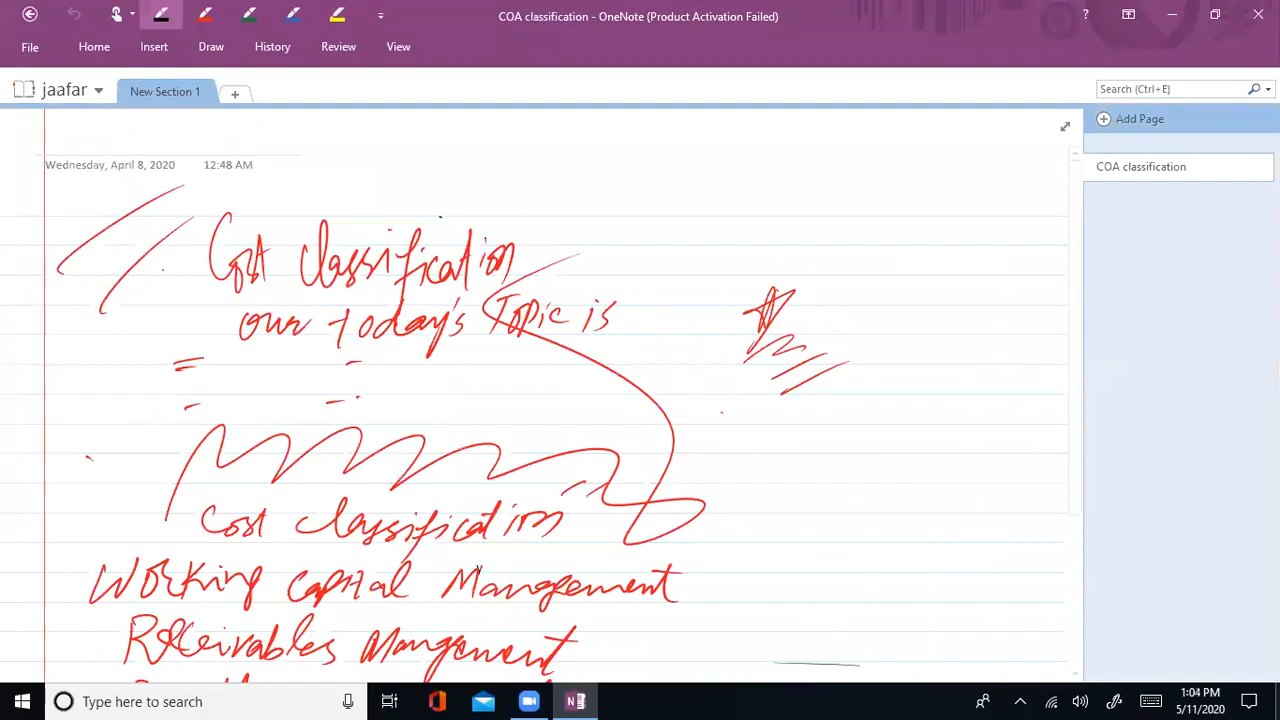 COA classification - OneNote (Product Activation Failed)
?
File Home Insert Draw History Review View
jaafar
New Section 1
Search (Ctrl+E)
Add Page
COA classification
Wednesday, April 8, 2020 12:48 AM
Cost Classification
our today's Topic is
Cost Classification
Working Capital Management
Receivables Mangement
Type here to search
1:04 PM
5/11/2020